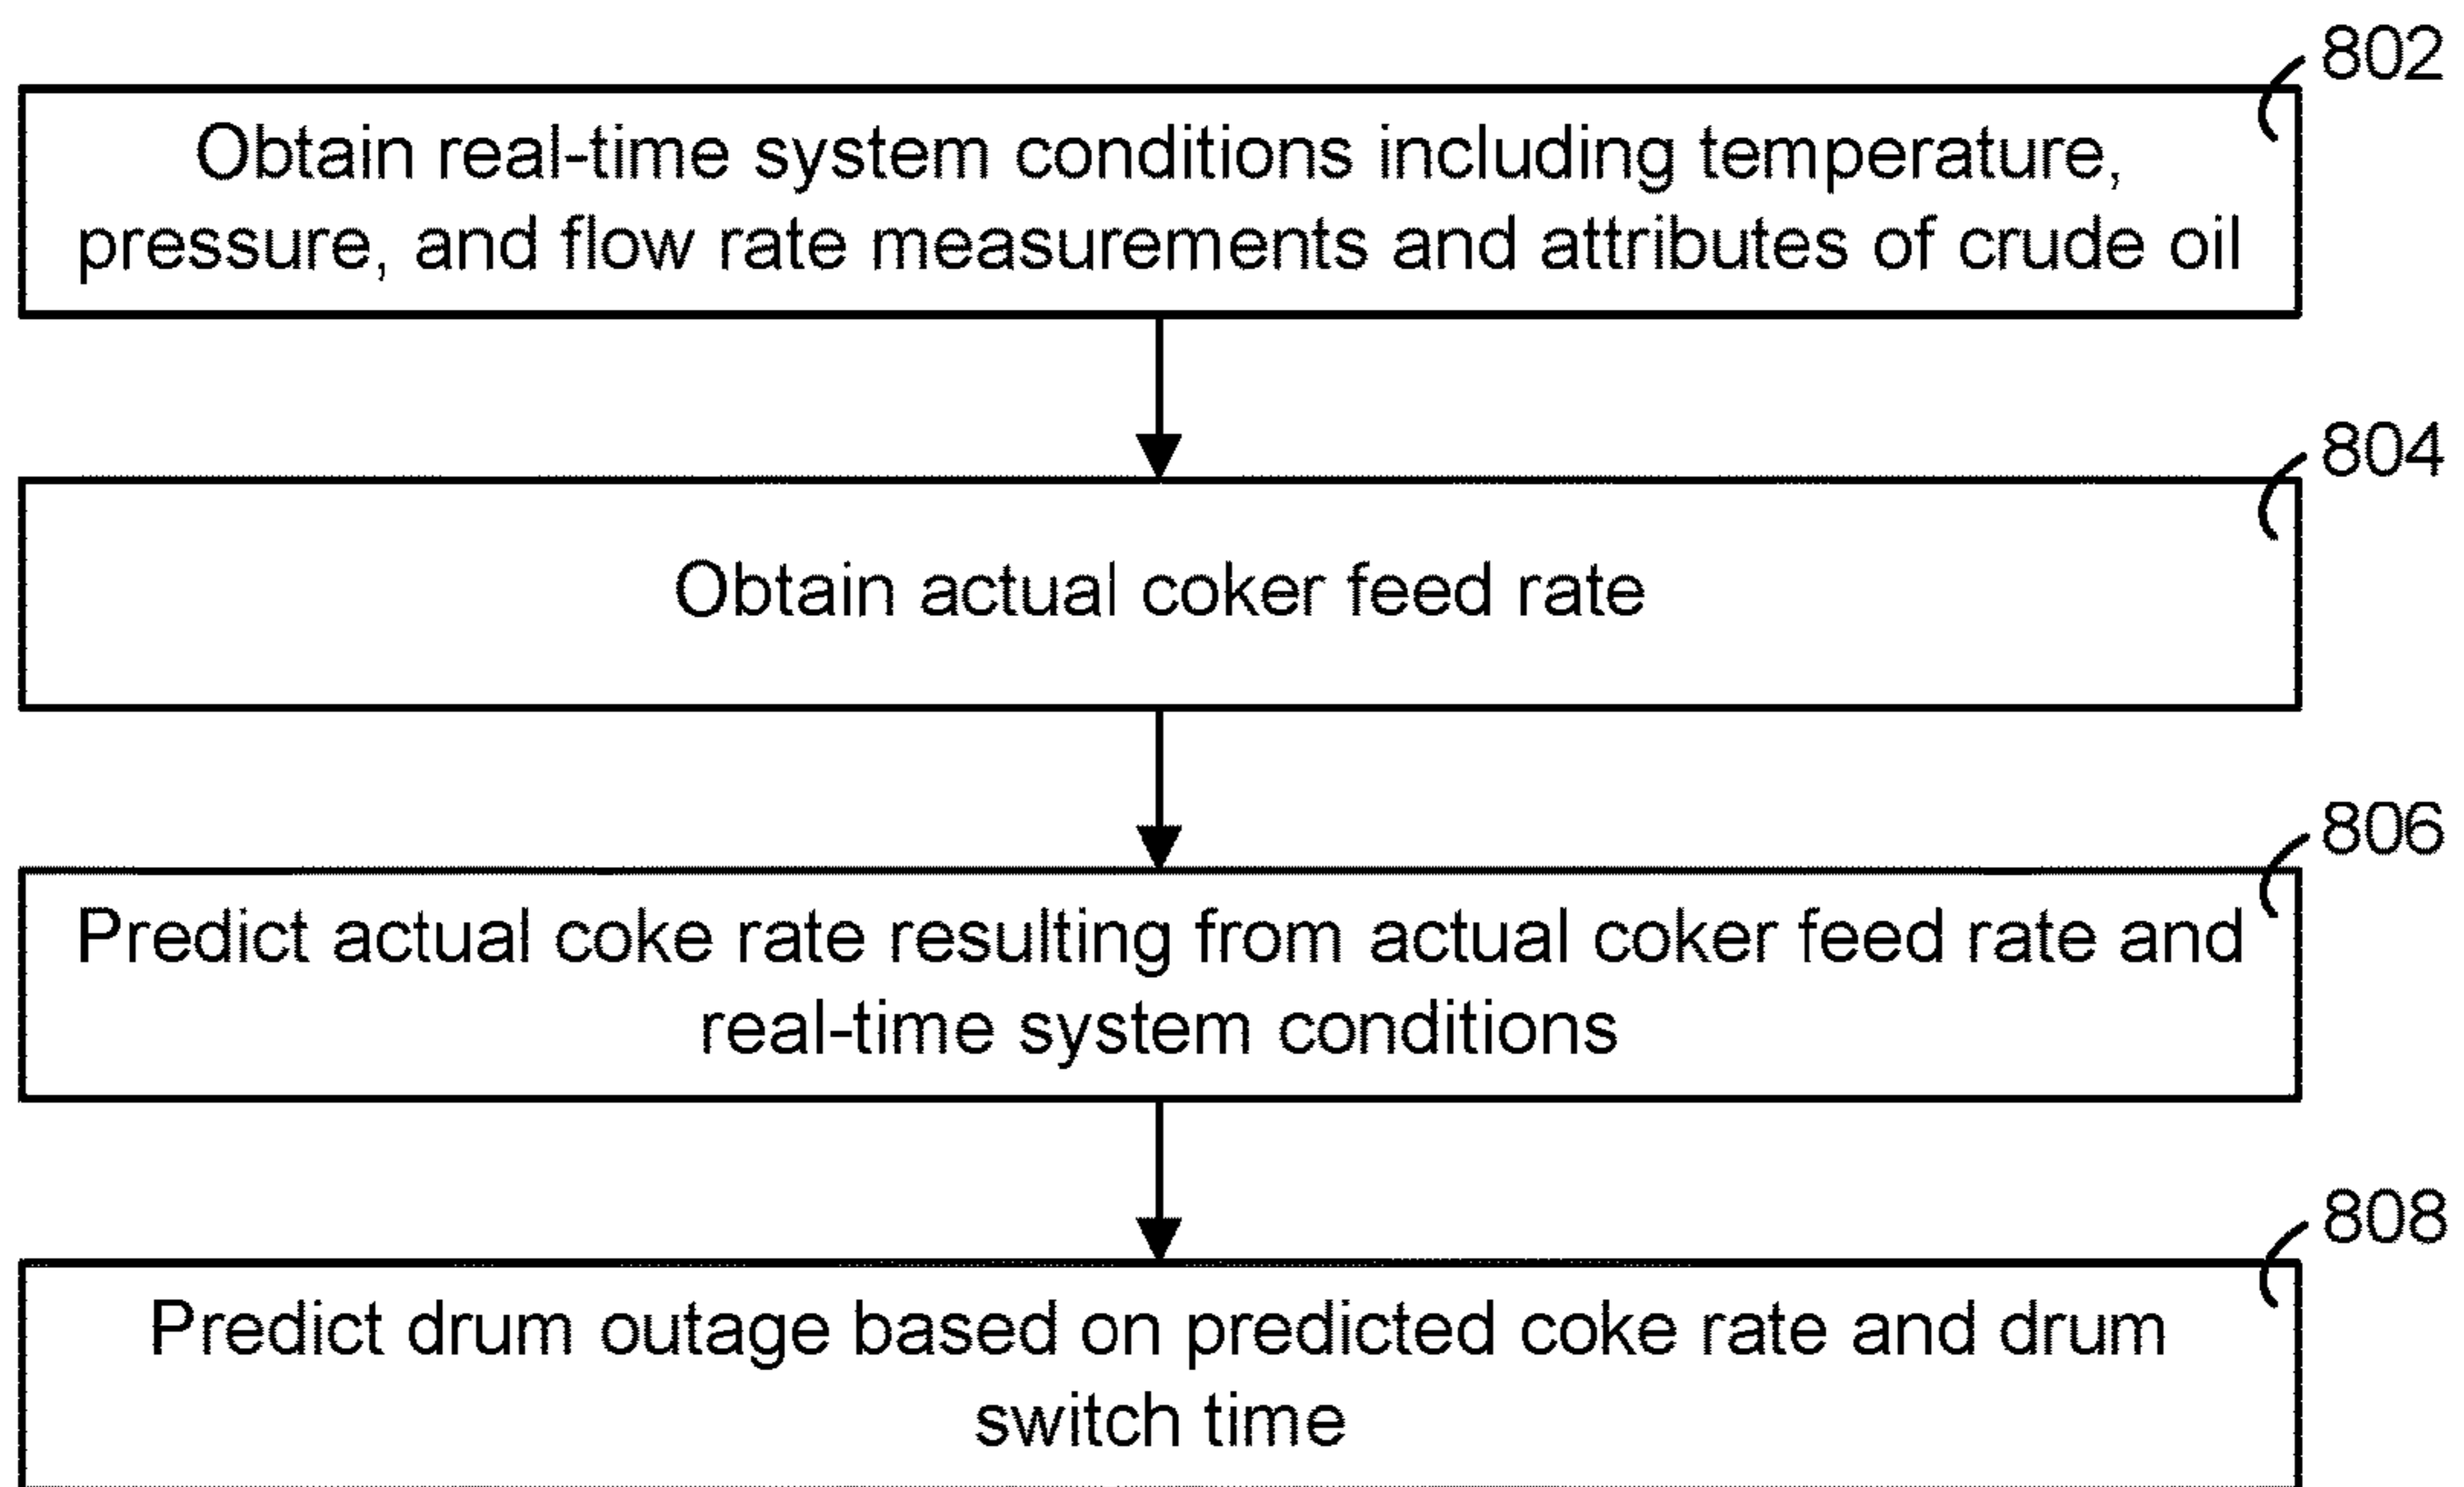 802
Obtain real-time system conditions including temperature,
pressure, and flow rate measurements and attributes of crude oil
804
Obtain actual coker feed rate
806
Predict actual coke rate resulting from actual coker feed rate and
real-time system conditions
808
Predict drum outage based on predicted coke rate and drum
switch time